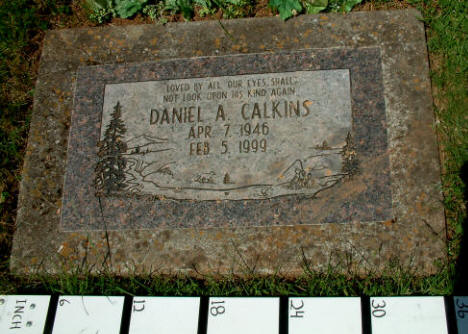 LOVED BY ALL OUR EYES SHALL
NOT LOOK UPON HIS KIND AGAIN
DANIEL A. CALKINS
APR 7, 1946
FEB 5, 1999
INCH 6 12 18 24 30 36